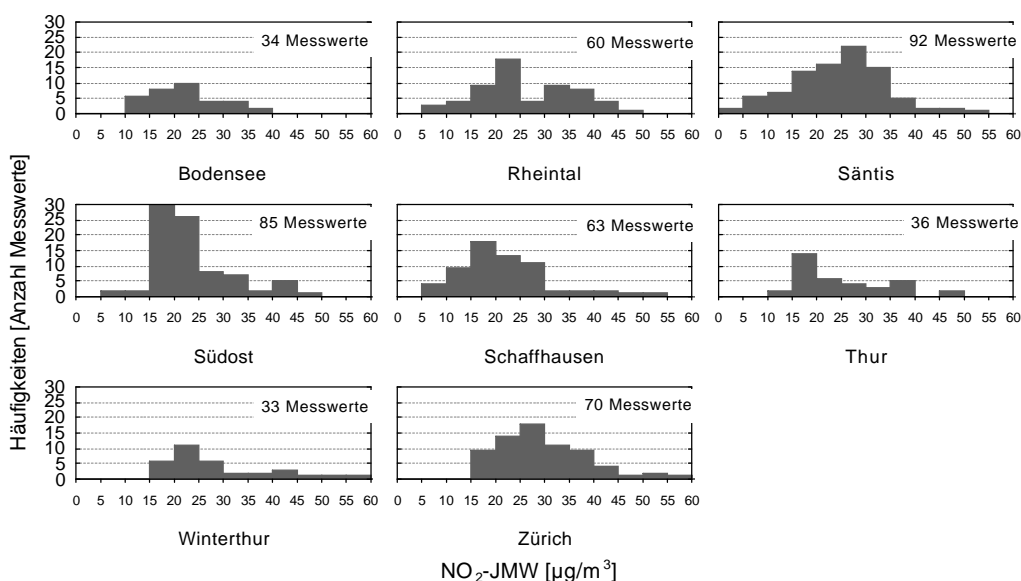 Häufigkeiten [Anzahl Messwerte]
30
25
20
15
10
5
0
34 Messwerte
0 5 10 15 20 25 30 35 40 45 50 55 60
Bodensee
60 Messwerte
0 5 10 15 20 25 30 35 40 45 50 55 60
Rheintal
92 Messwerte
0 5 10 15 20 25 30 35 40 45 50 55 60
Säntis
30
25
20
15
10
5
0
85 Messwerte
0 5 10 15 20 25 30 35 40 45 50 55 60
Südost
63 Messwerte
0 5 10 15 20 25 30 35 40 45 50 55 60
Schaffhausen
36 Messwerte
0 5 10 15 20 25 30 35 40 45 50 55 60
Thur
30
25
20
15
10
5
0
33 Messwerte
0 5 10 15 20 25 30 35 40 45 50 55 60
Winterthur
70 Messwerte
0 5 10 15 20 25 30 35 40 45 50 55 60
Zürich
NO₂-JMW [µg/m³]